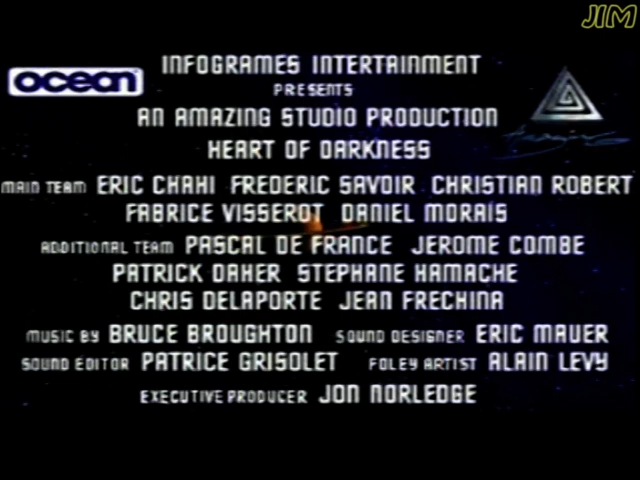 JIM
ocean
INFOGRAMES INTERTAINMENT
PRESENTS
AN AMAZING STUDIO PRODUCTION
HEART OF DARKNESS
MAIN TEAM ERIC CHAHI FREDERIC SAVOIR CHRISTIAN ROBERT
FABRICE VISSEROT DANIEL MORAIS
ADDITIONAL TEAM PASCAL DE FRANCE JEROME COMBE
PATRICK DAHER STEPHANE HAMACHE
CHRIS DELAPORTE JEAN FRECHINA
MUSIC BY BRUCE BROUGHTON SOUND DESIGNER ERIC MAUER
SOUND EDITOR PATRICE GRISOLET FOLEY ARTIST ALAIN LEVY
EXECUTIVE PRODUCER JON NORLEDGE